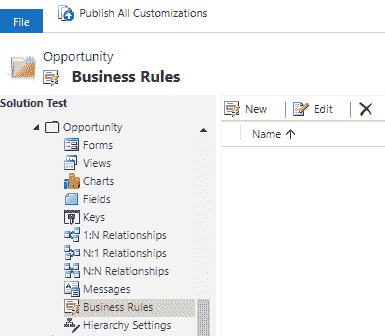 File
Publish All Customizations
Opportunity
Business Rules
Solution Test
New Edit
Opportunity
Name
Forms
Views
Charts
Fields
Keys
1:N Relationships
N:1 Relationships
N:N Relationships
Messages
Business Rules
Hierarchy Settings